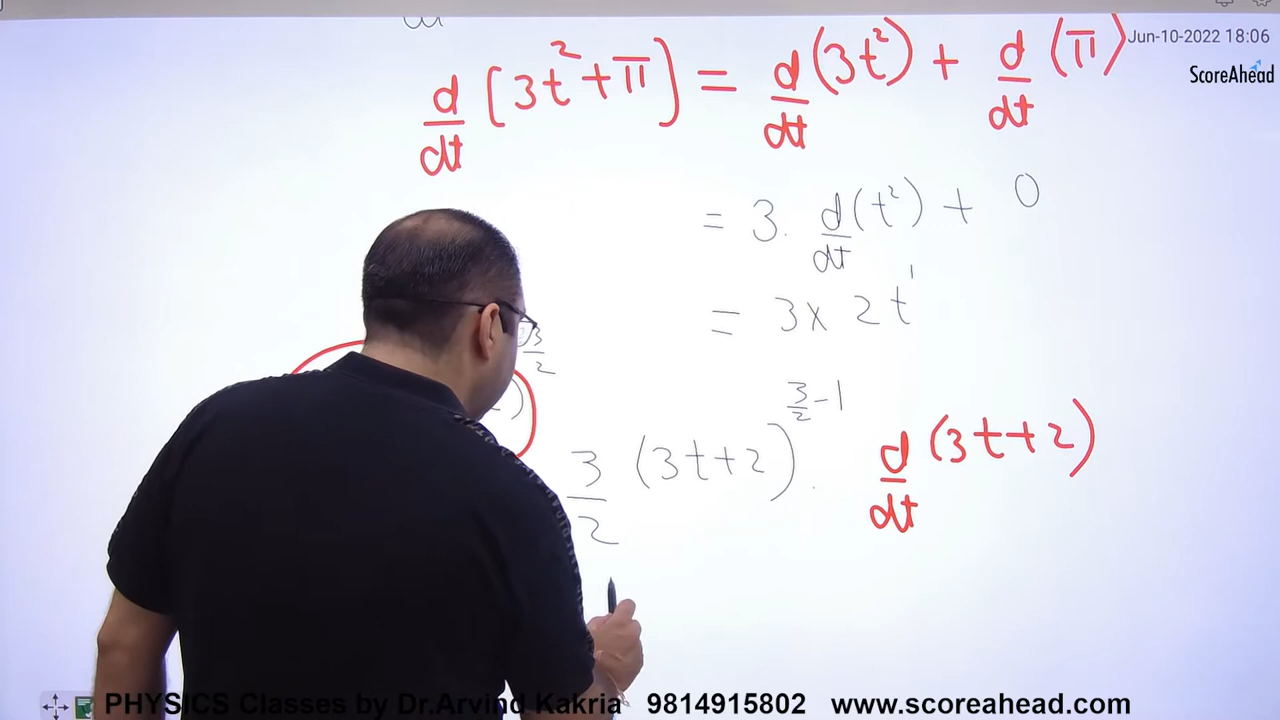 Jun-10-2022 18:06
ScoreAhead
d/dt [3t² + π] = d/dt (3t²) + d/dt (π)
= 3. d/dt (t²) + 0
= 3 x 2 t¹
3/2
3/2 (3t+2)^3/2 - 1 . d/dt (3t+2)
PHYSICS Classes by Dr.Arvind Kakria 9814915802 www.scoreahead.com